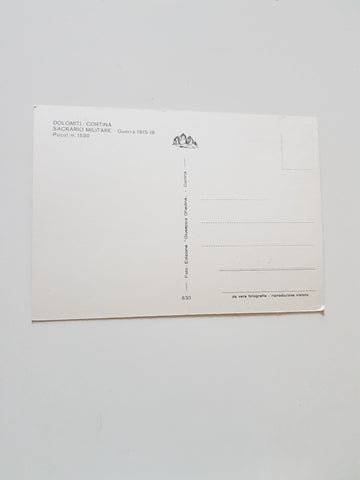 DOLOMITI - CORTINA
SACRARIO MILITARE Guerra 1915-18
Pocol m. 1530
Foto Edizione "Giuseppe Ghedina" - Cortina
630
da vera fotografia - riproduzione vietata